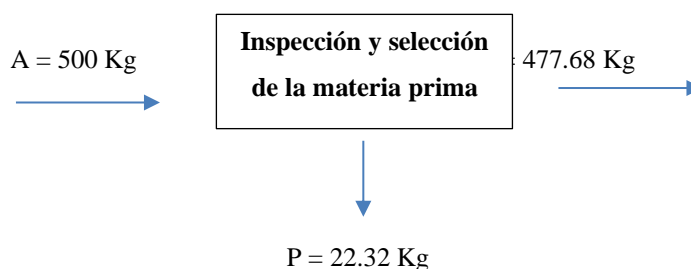 Inspección y selección
A = 500 Kg
= 477.68 Kg
de la materia prima
P = 22.32 Kg